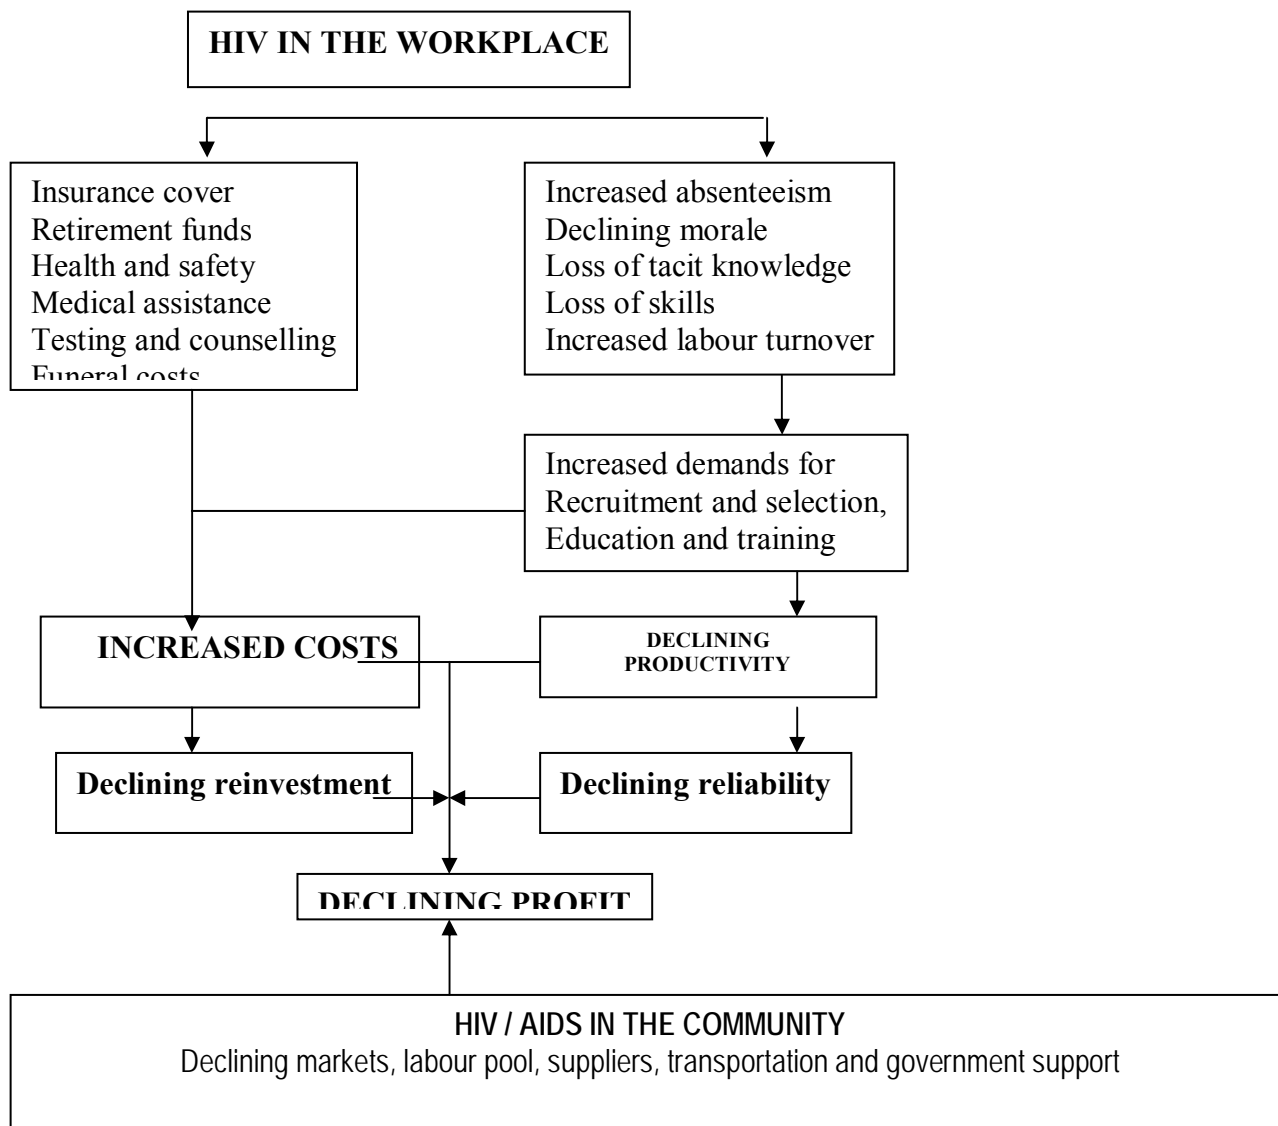 HIV IN THE WORKPLACE
Insurance cover
Retirement funds
Health and safety
Medical assistance
Testing and counselling
Funeral costs
Increased absenteeism
Declining morale
Loss of tacit knowledge
Loss of skills
Increased labour turnover
Increased demands for
Recruitment and selection,
Education and training
INCREASED COSTS
DECLINING
PRODUCTIVITY
Declining reinvestment
Declining reliability
DECLINING PROFIT
HIV / AIDS IN THE COMMUNITY
Declining markets, labour pool, suppliers, transportation and government support